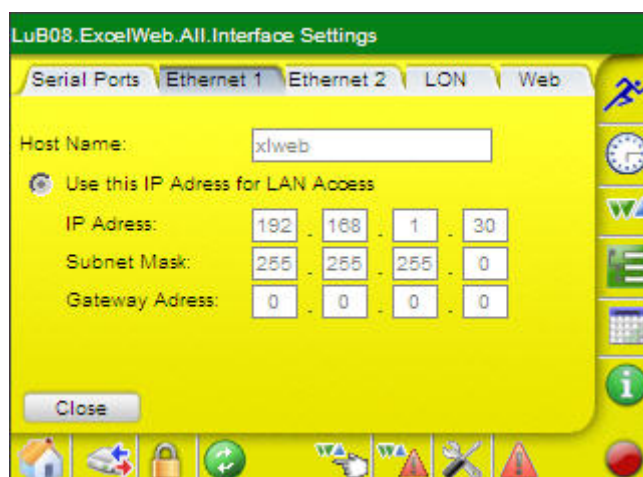 LuB08.ExcelWeb.All.Interface Settings
Serial Ports Ethernet 1 Ethernet 2 LON Web
Host Name: xlweb
Use this IP Adress for LAN Access
IP Adress: 192 . 168 . 1 . 30
Subnet Mask: 255 . 255 . 255 . 0
Gateway Adress: 0 . 0 . 0 . 0
Close